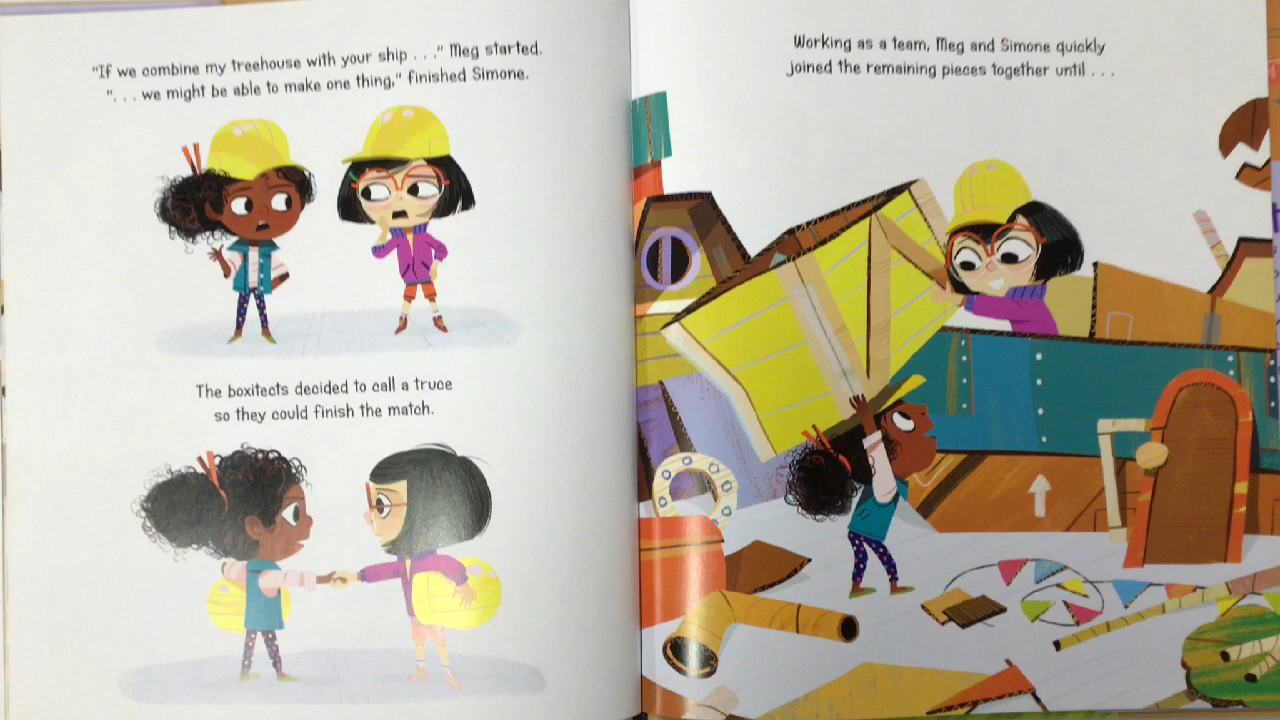 "If we combine my treehouse with your ship . . ." Meg started.
". . . we might be able to make one thing," finished Simone.
The boxitects decided to call a truce
so they could finish the match.
Working as a team, Meg and Simone quickly
joined the remaining pieces together until . . .